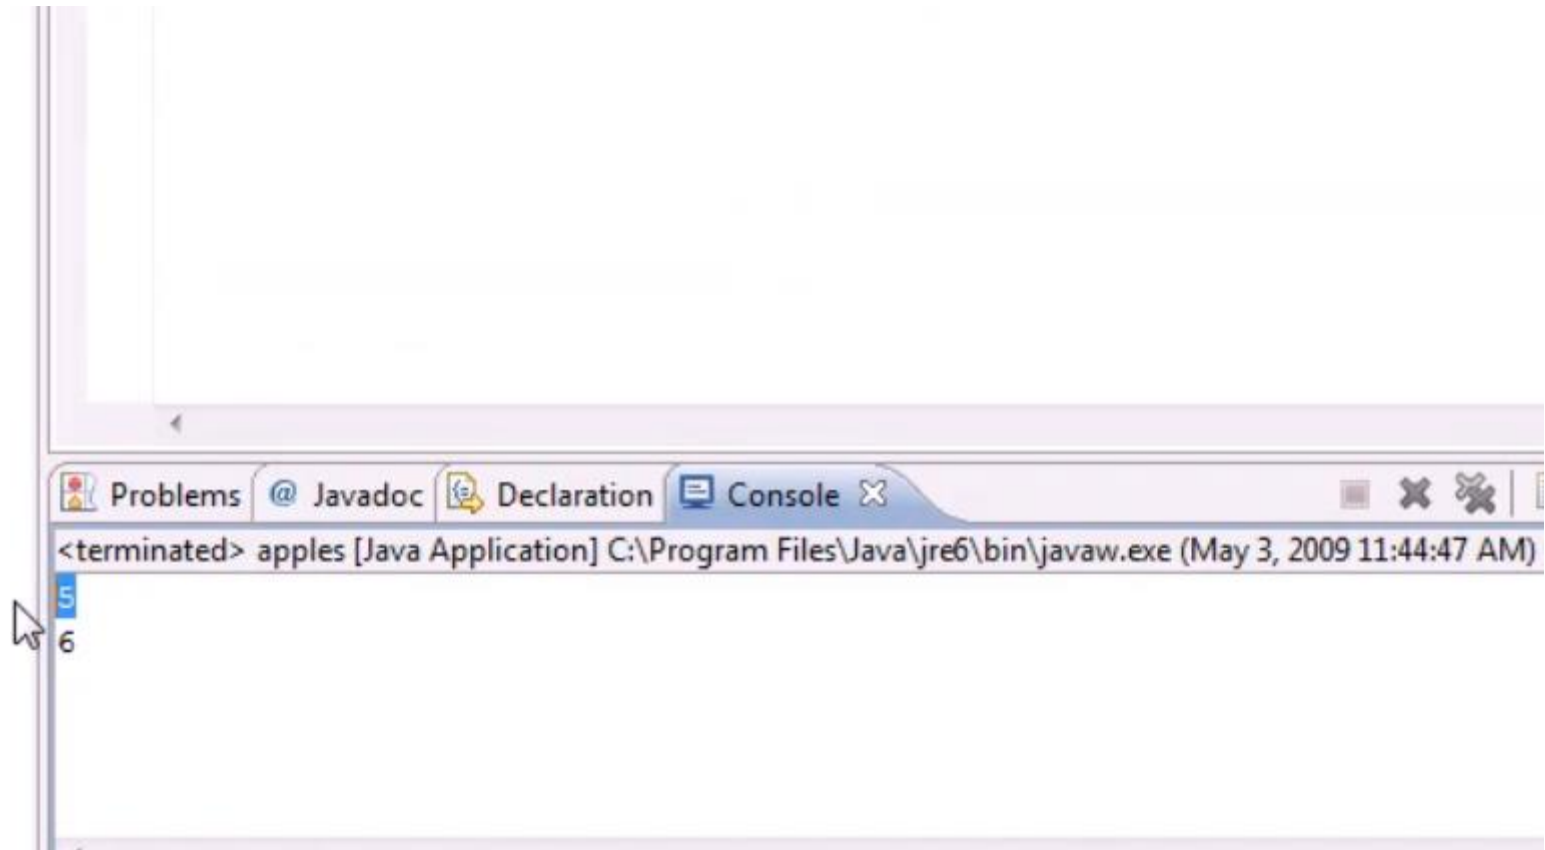 Problems @ Javadoc Declaration Console
<terminated> apples [Java Application] C:\Program Files\Java\jre6\bin\javaw.exe (May 3, 2009 11:44:47 AM)
5
6